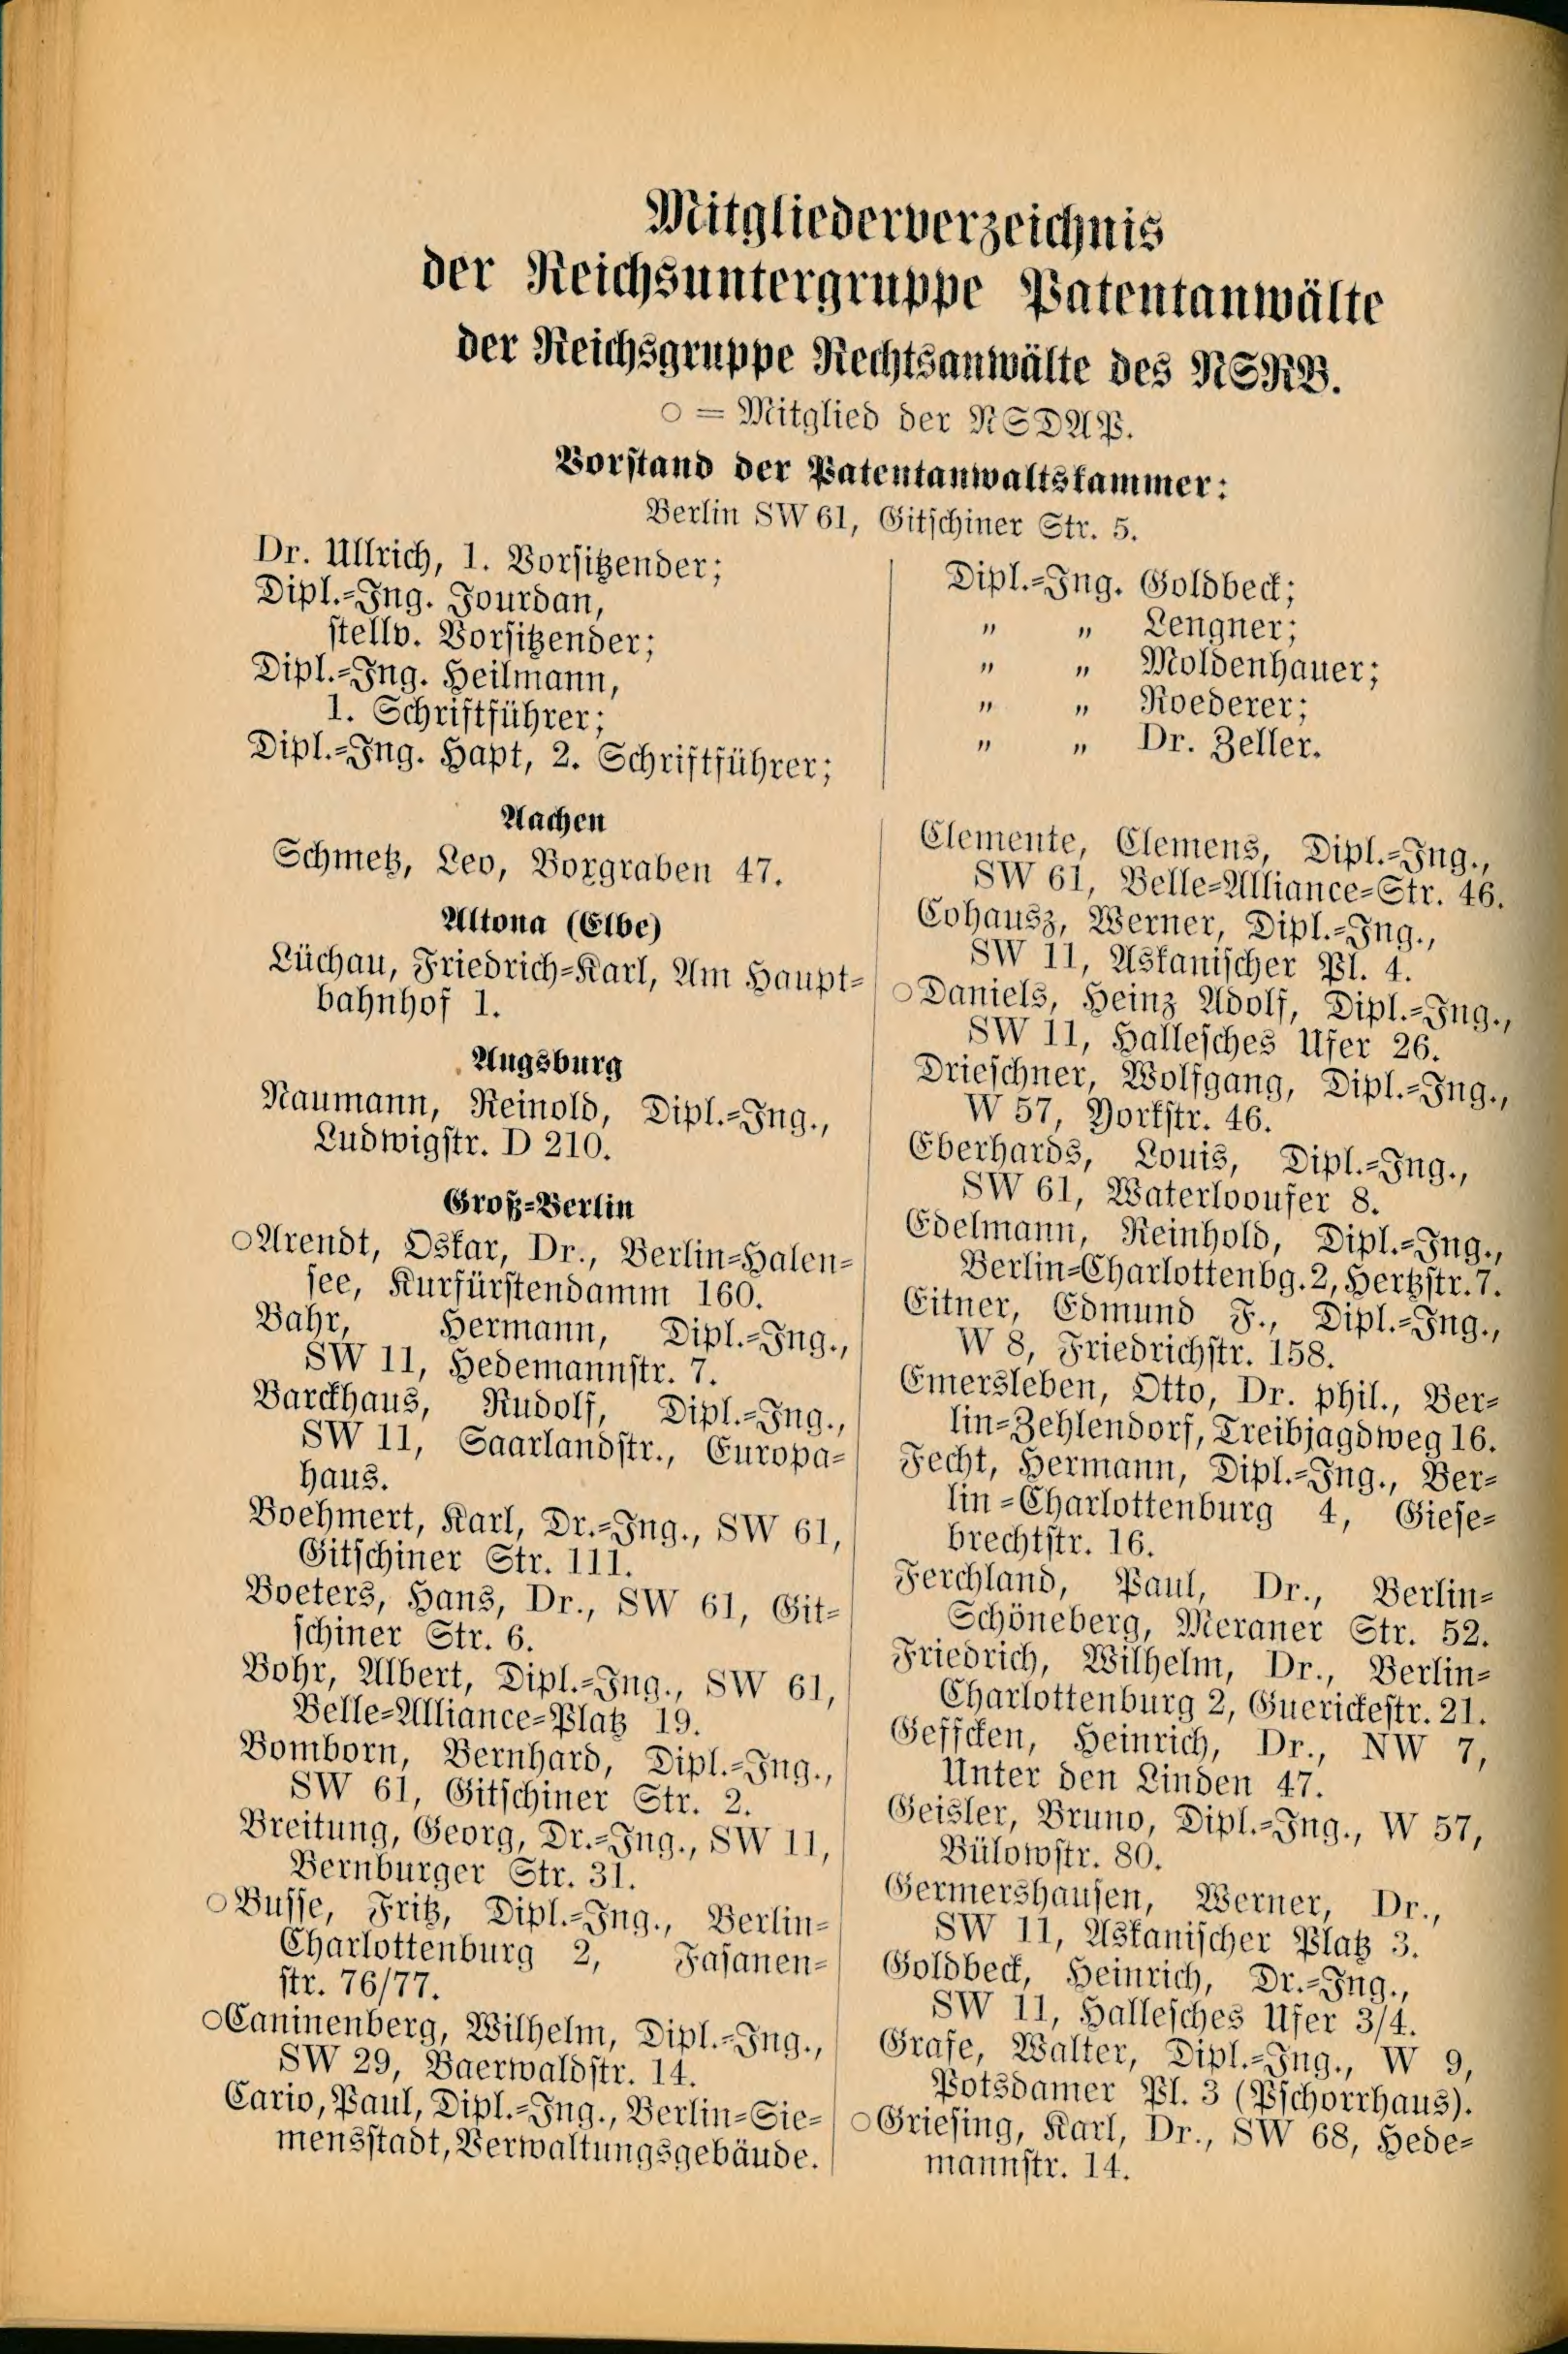 Mitgliederverzeichnis
der Reichsuntergruppe Patentanwälte
der Reichsgruppe Rechtsanwälte des NSRB.
○ = Mitglied der NSDAP.
Vorstand der Patentanwaltskammer:
Berlin SW 61, Gitschiner Str. 5.
Dr. Ullrich, 1. Vorsitzender;
Dipl.-Ing. Jourdan,
stellv. Vorsitzender;
Dipl.-Ing. Heilmann,
1. Schriftführer;
Dipl.-Ing. Hapt, 2. Schriftführer;
Dipl.-Ing. Goldbeck;
" " Lengner;
" " Moldenhauer;
" " Roederer;
" " Dr. Zeller.
Aachen
Schmetz, Leo, Borgraben 47.
Altona (Elbe)
Lüchau, Friedrich-Karl, Am Haupt-
bahnhof 1.
Augsburg
Naumann, Reinold, Dipl.-Ing.,
Ludwigstr. D 210.
Groß-Berlin
○Arendt, Oskar, Dr., Berlin-Halen-
see, Kurfürstendamm 160.
Bahr, Hermann, Dipl.-Ing.,
SW 11, Hedemannstr. 7.
Barckhaus, Rudolf, Dipl.-Ing.,
SW 11, Saarlandstr., Europa-
haus.
Boehmert, Karl, Dr.-Ing., SW 61,
Gitschiner Str. 111.
Boeters, Hans, Dr., SW 61, Git-
schiner Str. 6.
Bohr, Albert, Dipl.-Ing., SW 61,
Belle-Alliance-Platz 19.
Bomborn, Bernhard, Dipl.-Ing.,
SW 61, Gitschiner Str. 2.
Breitung, Georg, Dr.-Ing., SW 11,
Bernburger Str. 31.
○Busse, Fritz, Dipl.-Ing., Berlin-
Charlottenburg 2, Fasanen-
str. 76/77.
○Caninenberg, Wilhelm, Dipl.-Ing.,
SW 29, Baerwaldstr. 14.
Cario, Paul, Dipl.-Ing., Berlin-Sie-
mensstadt, Verwaltungsgebäude.
Clemente, Clemens, Dipl.-Ing.,
SW 61, Belle-Alliance-Str. 46.
Cohausz, Werner, Dipl.-Ing.,
SW 11, Askanischer Pl. 4.
○Daniels, Heinz Adolf, Dipl.-Ing.,
SW 11, Hallesches Ufer 26.
Drieschner, Wolfgang, Dipl.-Ing.,
W 57, Yorkstr. 46.
Eberhards, Louis, Dipl.-Ing.,
SW 61, Waterlooufer 8.
Edelmann, Reinhold, Dipl.-Ing.,
Berlin-Charlottenbg. 2, Hertzstr. 7.
Eitner, Edmund F., Dipl.-Ing.,
W 8, Friedrichstr. 158.
Emersleben, Otto, Dr. phil., Ber-
lin-Zehlendorf, Treibjagdweg 16.
Fecht, Hermann, Dipl.-Ing., Ber-
lin-Charlottenburg 4, Giese-
brechtstr. 16.
Ferchland, Paul, Dr., Berlin-
Schöneberg, Meraner Str. 52.
Friedrich, Wilhelm, Dr., Berlin-
Charlottenburg 2, Guerickestr. 21.
Geffcken, Heinrich, Dr., NW 7,
Unter den Linden 47.
Geisler, Bruno, Dipl.-Ing., W 57,
Bülowstr. 80.
Germershausen, Werner, Dr.,
SW 11, Askanischer Platz 3.
Goldbeck, Heinrich, Dr.-Ing.,
SW 11, Hallesches Ufer 3/4.
Grafe, Walter, Dipl.-Ing., W 9,
Potsdamer Pl. 3 (Pschorrhaus).
○Griesing, Karl, Dr., SW 68, Hede-
mannstr. 14.